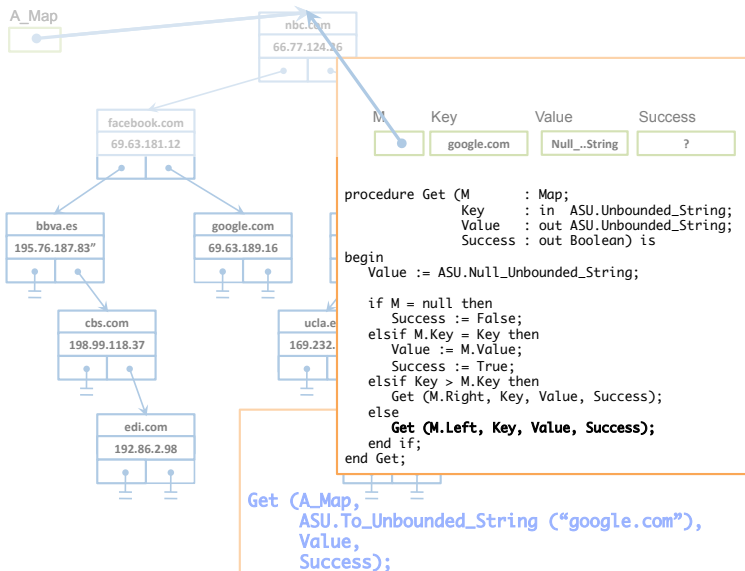 A_Map
nbc.com
66.77.124.26
facebook.com
69.63.181.12
bbva.es
195.76.187.83”
google.com
69.63.189.16
cbs.com
198.99.118.37
ucla.e
169.232.
edi.com
192.86.2.98
M Key Value Success
google.com Null_..String ?
procedure Get (M : Map;
Key : in ASU.Unbounded_String;
Value : out ASU.Unbounded_String;
Success : out Boolean) is
begin
Value := ASU.Null_Unbounded_String;
if M = null then
Success := False;
elsif M.Key = Key then
Value := M.Value;
Success := True;
elsif Key > M.Key then
Get (M.Right, Key, Value, Success);
else
Get (M.Left, Key, Value, Success);
end if;
end Get;
Get (A_Map,
ASU.To_Unbounded_String (“google.com”),
Value,
Success);